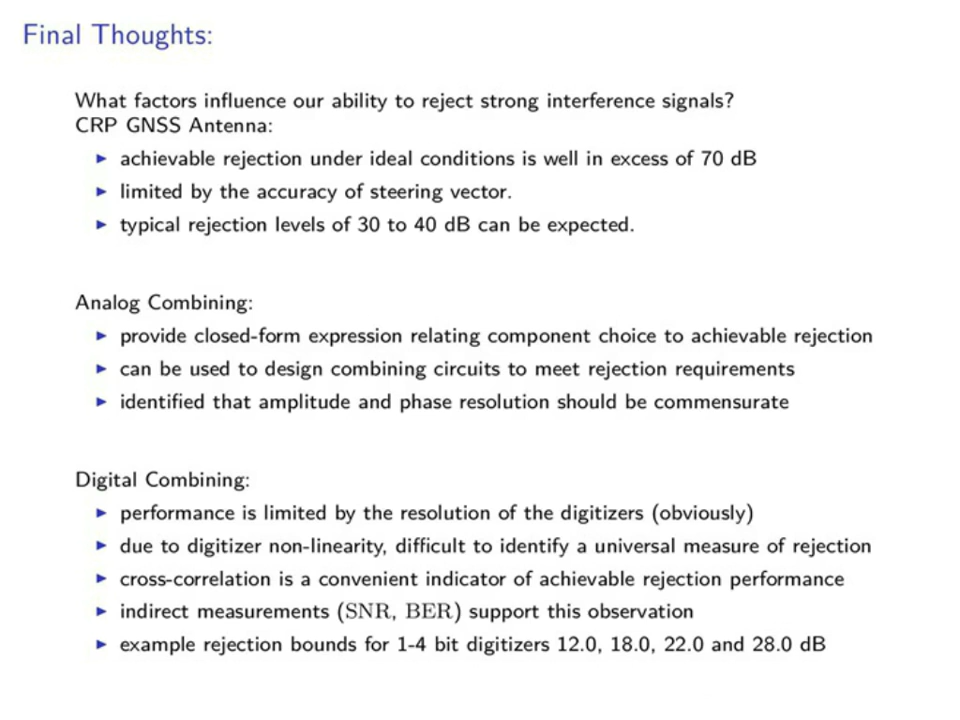 Final Thoughts:
What factors influence our ability to reject strong interference signals?
CRP GNSS Antenna:
▶ achievable rejection under ideal conditions is well in excess of 70 dB
▶ limited by the accuracy of steering vector.
▶ typical rejection levels of 30 to 40 dB can be expected.
Analog Combining:
▶ provide closed-form expression relating component choice to achievable rejection
▶ can be used to design combining circuits to meet rejection requirements
▶ identified that amplitude and phase resolution should be commensurate
Digital Combining:
▶ performance is limited by the resolution of the digitizers (obviously)
▶ due to digitizer non-linearity, difficult to identify a universal measure of rejection
▶ cross-correlation is a convenient indicator of achievable rejection performance
▶ indirect measurements (SNR, BER) support this observation
▶ example rejection bounds for 1-4 bit digitizers 12.0, 18.0, 22.0 and 28.0 dB